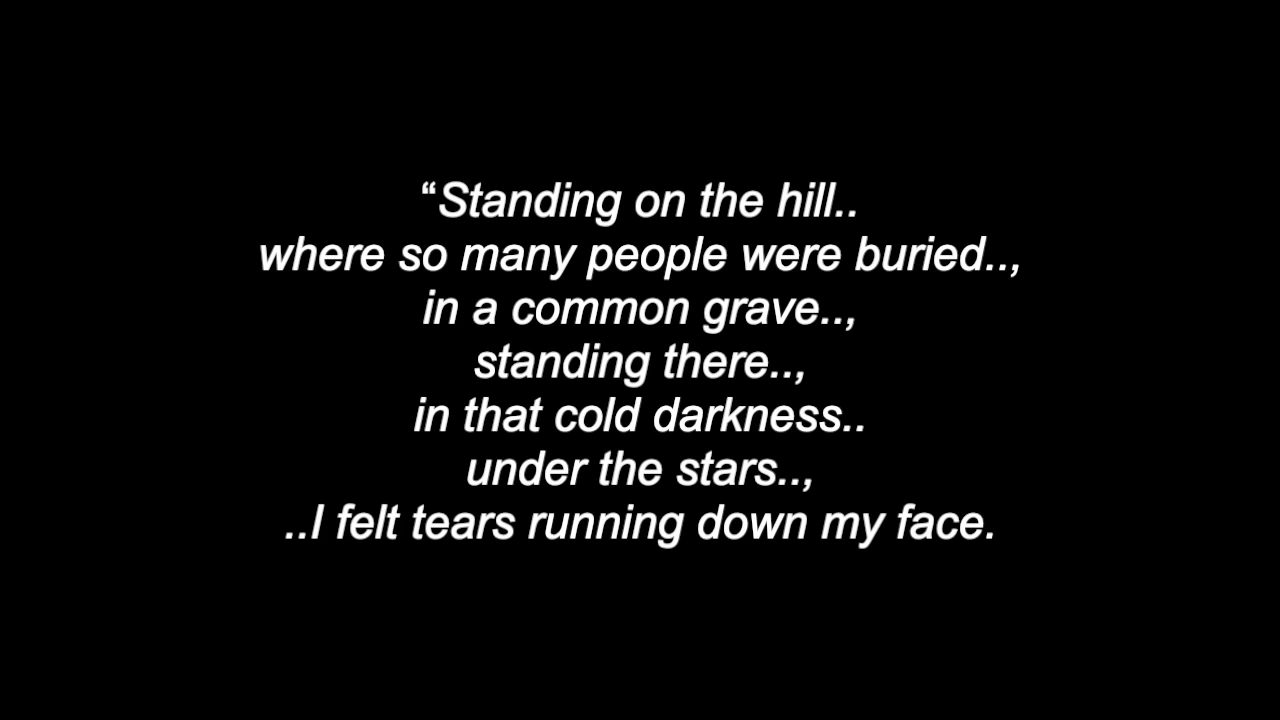 “Standing on the hill..
where so many people were buried..,
in a common grave..,
standing there..,
in that cold darkness..
under the stars..,
..I felt tears running down my face.